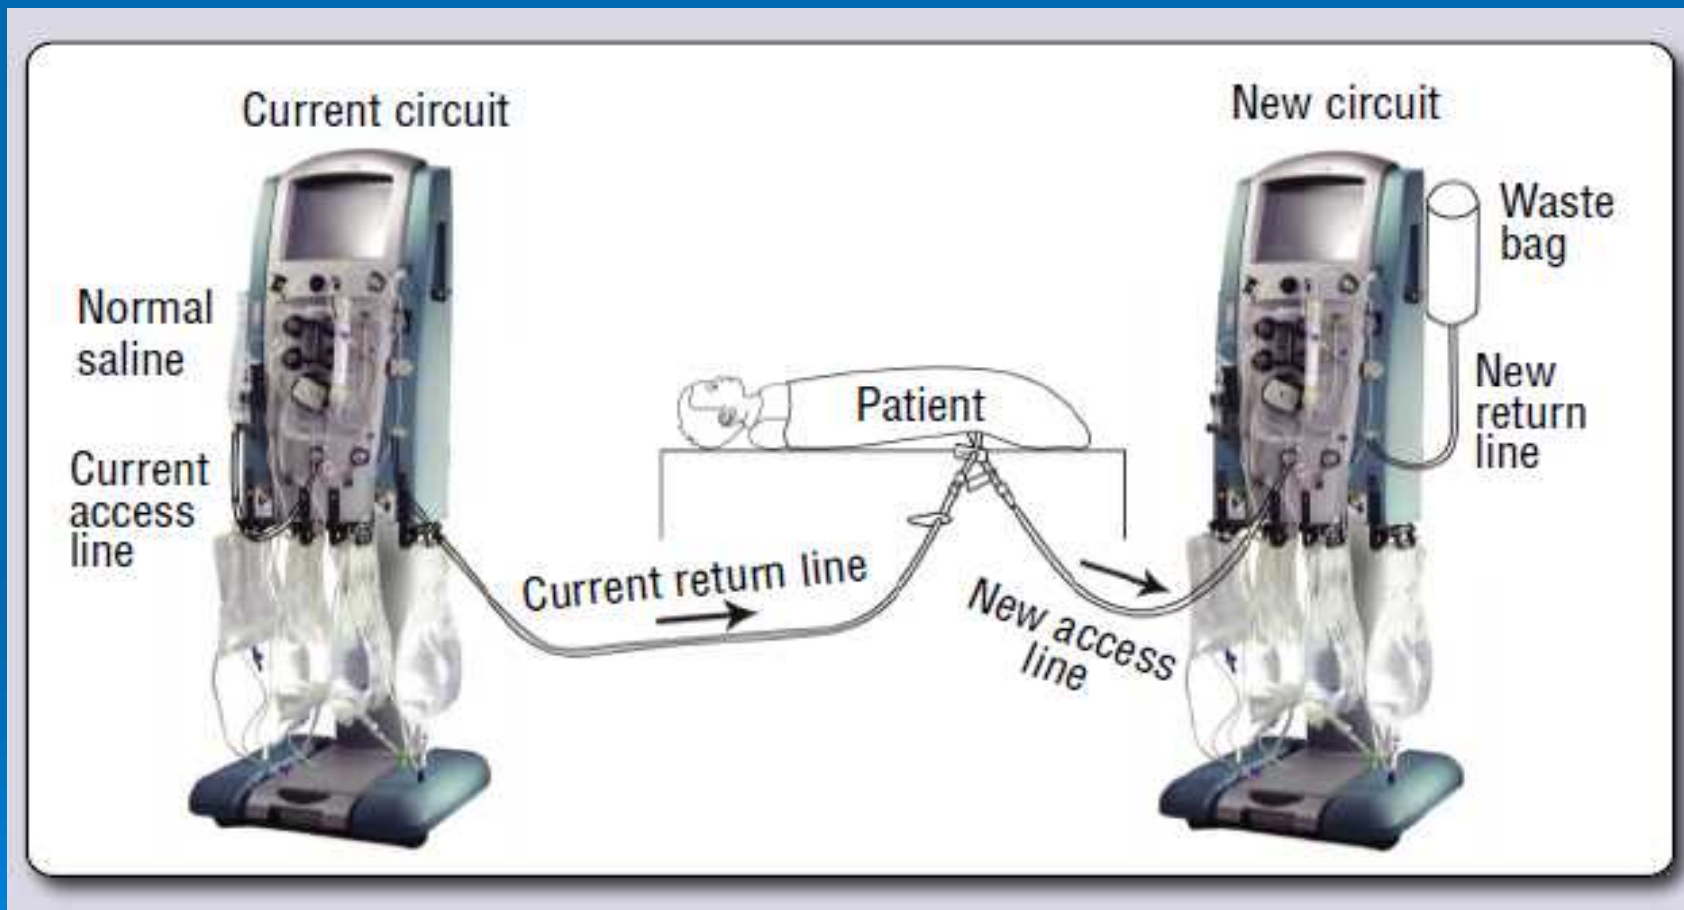 Current circuit
New circuit
Waste
bag
Normal
saline
New
return
line
Patient
Current
access
line
Current return line
New access
line